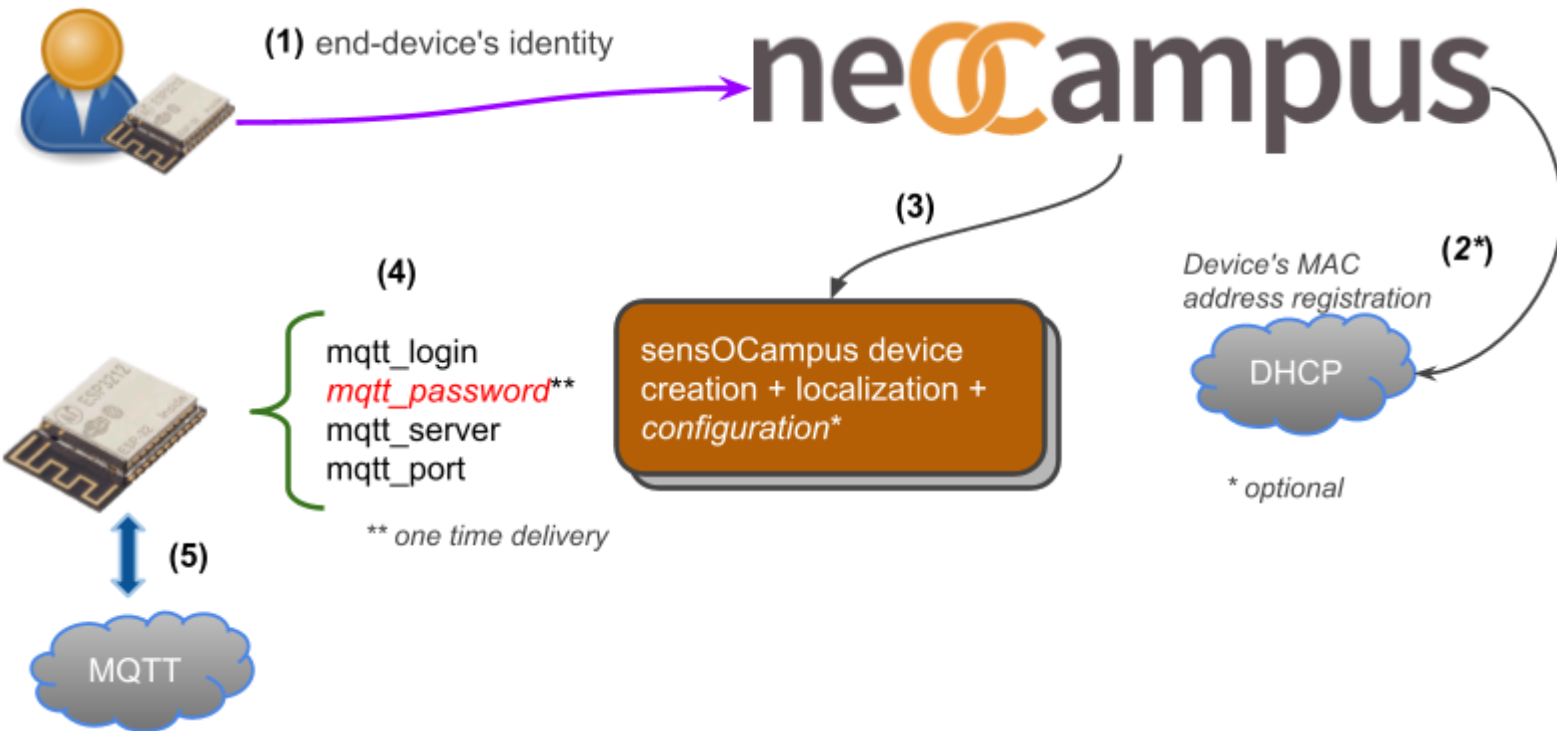 (1) end-device's identity
neOCampus
(3)
(2*)
Device's MAC
address registration
DHCP
* optional
(4)
mqtt_login
mqtt_password**
mqtt_server
mqtt_port
** one time delivery
sensOCampus device
creation + localization +
configuration*
ESP3212
(5)
MQTT